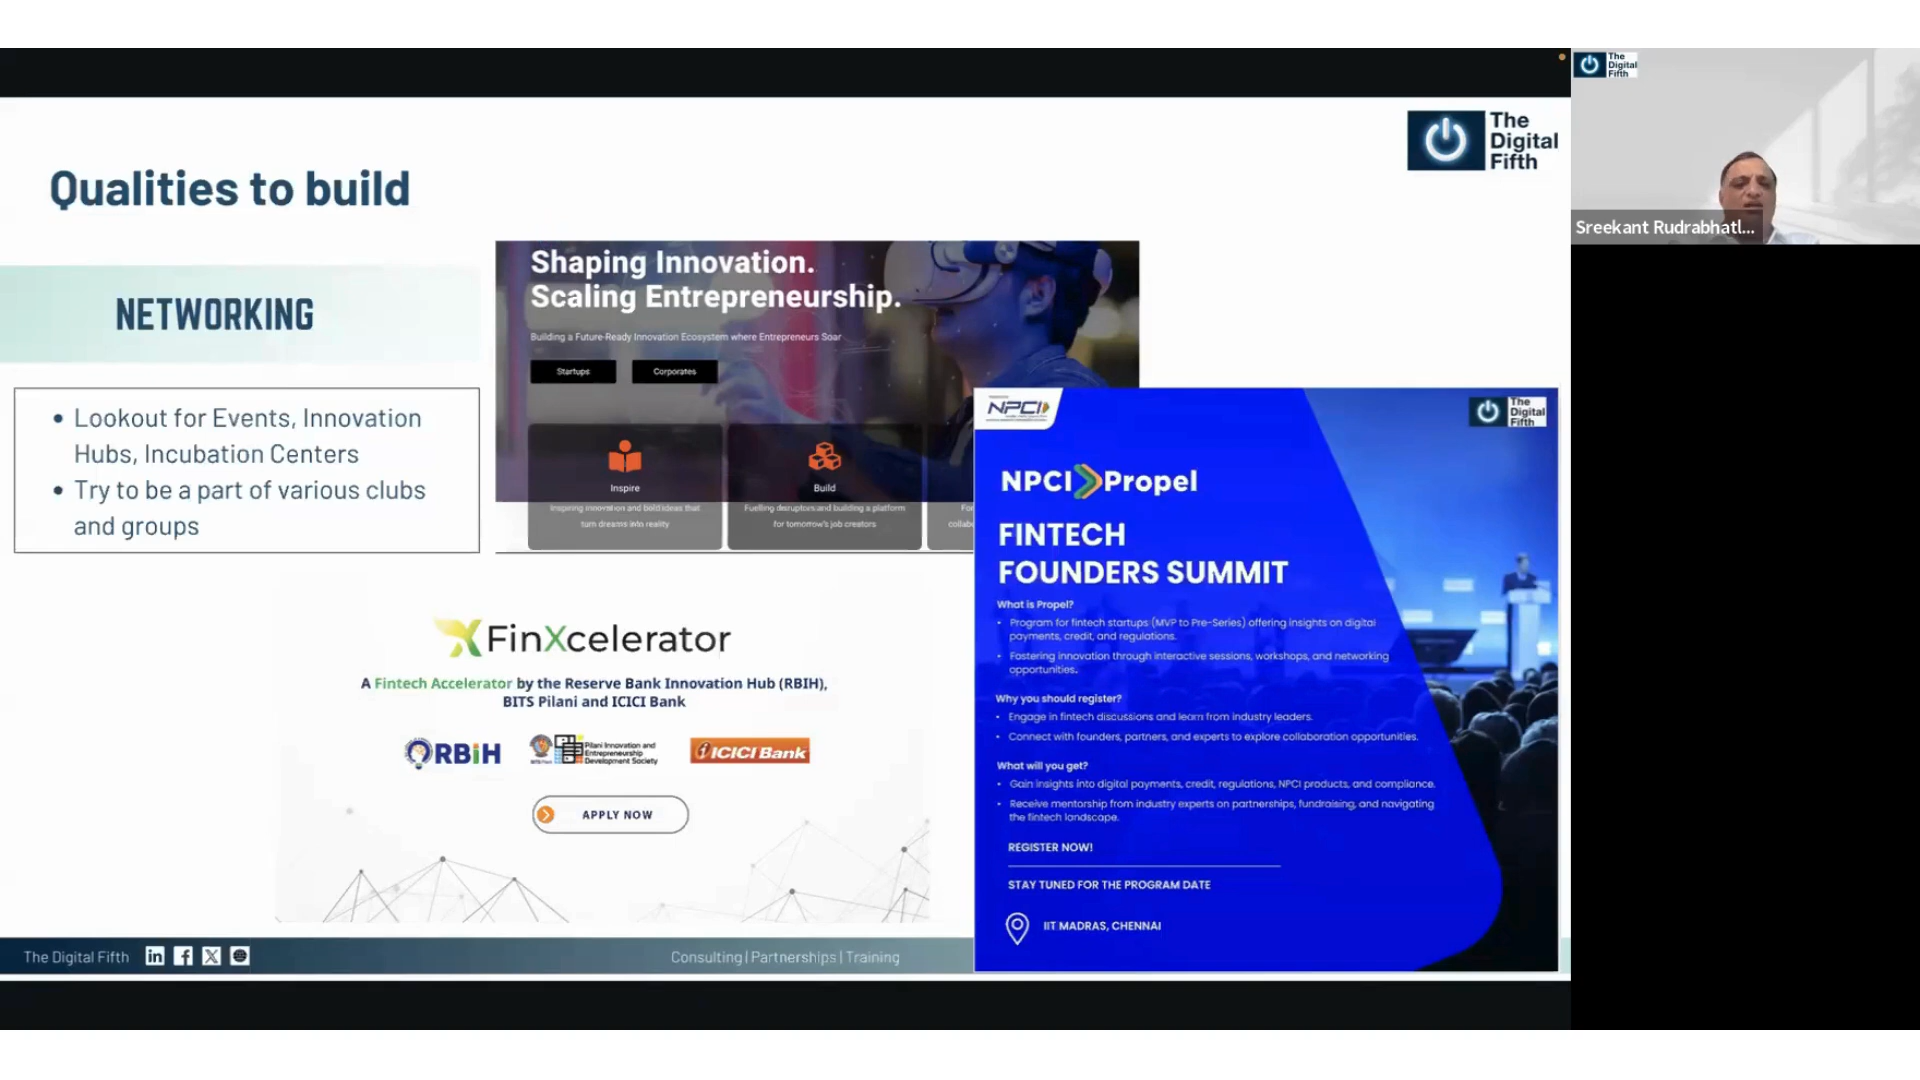 The
Digital
Fifth
Sreekant Rudrabhatl...
The
Digital
Fifth
Qualities to build
NETWORKING
• Lookout for Events, Innovation
Hubs, Incubation Centers
• Try to be a part of various clubs
and groups
Shaping Innovation.
Scaling Entrepreneurship.
Building a Future-Ready Innovation Ecosystem where Entrepreneurs Soar
Startups
Corporates
Inspire
Inspiring innovation and bold ideas that
turn dreams into reality
Build
Fuelling disruptors and building a platform
for tomorrow's job creators
FinXcelerator
A Fintech Accelerator by the Reserve Bank Innovation Hub (RBIH),
BITS Pilani and ICICI Bank
RBiH
Pilani Innovation and
Entrepreneurship
Development Society
ICICI Bank
APPLY NOW
NPCI
The
Digital
Fifth
NPCI Propel
FINTECH
FOUNDERS SUMMIT
What is Propel?
• Program for fintech startups (MVP to Pre-Series) offering insights on digital
payments, credit, and regulations.
• Fostering innovation through interactive sessions, workshops, and networking
opportunities.
Why you should register?
• Engage in fintech discussions and learn from industry leaders.
• Connect with founders, partners, and experts to explore collaboration opportunities.
What will you get?
• Gain insights into digital payments, credit, regulations, NPCI products, and compliance.
• Receive mentorship from industry experts on partnerships, fundraising, and navigating
the fintech landscape.
REGISTER NOW!
STAY TUNED FOR THE PROGRAM DATE
IIT MADRAS, CHENNAI
The Digital Fifth
Consulting | Partnerships | Training